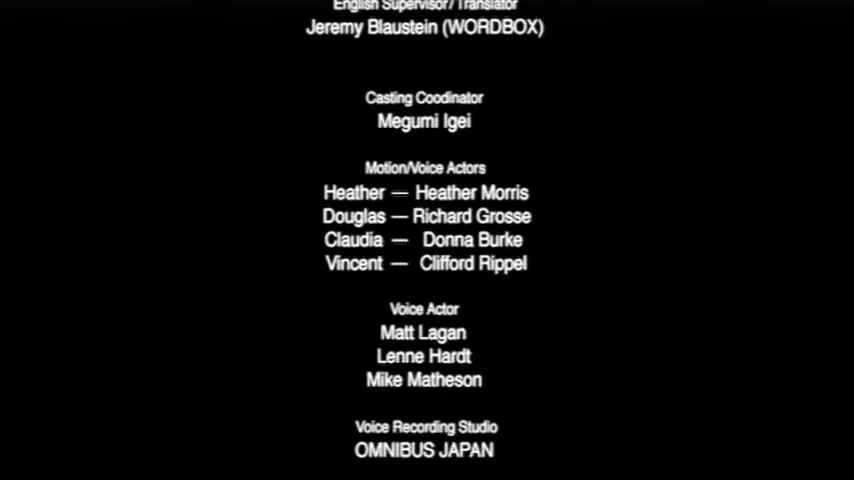 English Supervisor/Translator
Jeremy Blaustein (WORDBOX)
Casting Coodinator
Megumi Igei
Motion/Voice Actors
Heather — Heather Morris
Douglas — Richard Grosse
Claudia — Donna Burke
Vincent — Clifford Rippel
Voice Actor
Matt Lagan
Lenne Hardt
Mike Matheson
Voice Recording Studio
OMNIBUS JAPAN